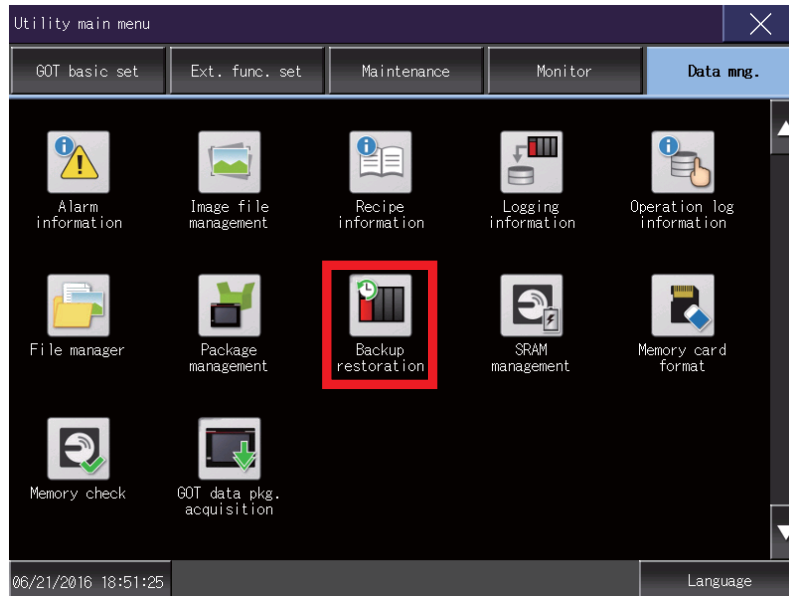 Utility main menu
GOT basic set
Ext. func. set
Maintenance
Monitor
Data mng.
Alarm
information
Image file
management
Recipe
information
Logging
information
Operation log
information
File manager
Package
management
Backup
restoration
SRAM
management
Memory card
format
Memory check
GOT data pkg.
acquisition
06/21/2016 18:51:25
Language